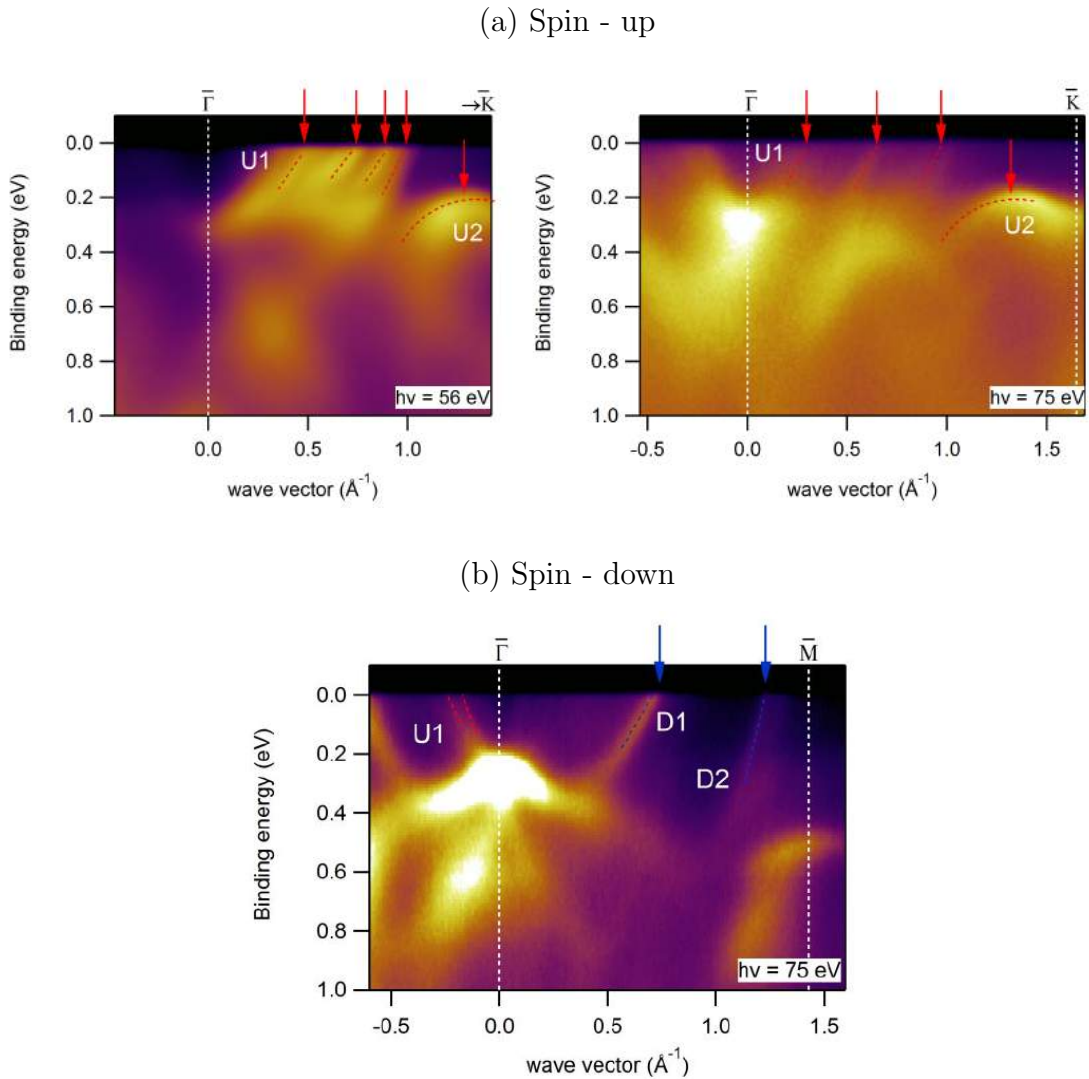 (a) Spin - up
Γ̅ →K̅
U1
U2
0.0
0.2
0.4
0.6
0.8
1.0
Binding energy (eV)
hν = 56 eV
0.0 0.5 1.0
wave vector (Å⁻¹)
Γ̅ K̅
U1
U2
0.0
0.2
0.4
0.6
0.8
1.0
Binding energy (eV)
hν = 75 eV
-0.5 0.0 0.5 1.0 1.5
wave vector (Å⁻¹)
(b) Spin - down
Γ̅ M̅
U1
D1
D2
0.0
0.2
0.4
0.6
0.8
1.0
Binding energy (eV)
hν = 75 eV
-0.5 0.0 0.5 1.0 1.5
wave vector (Å⁻¹)